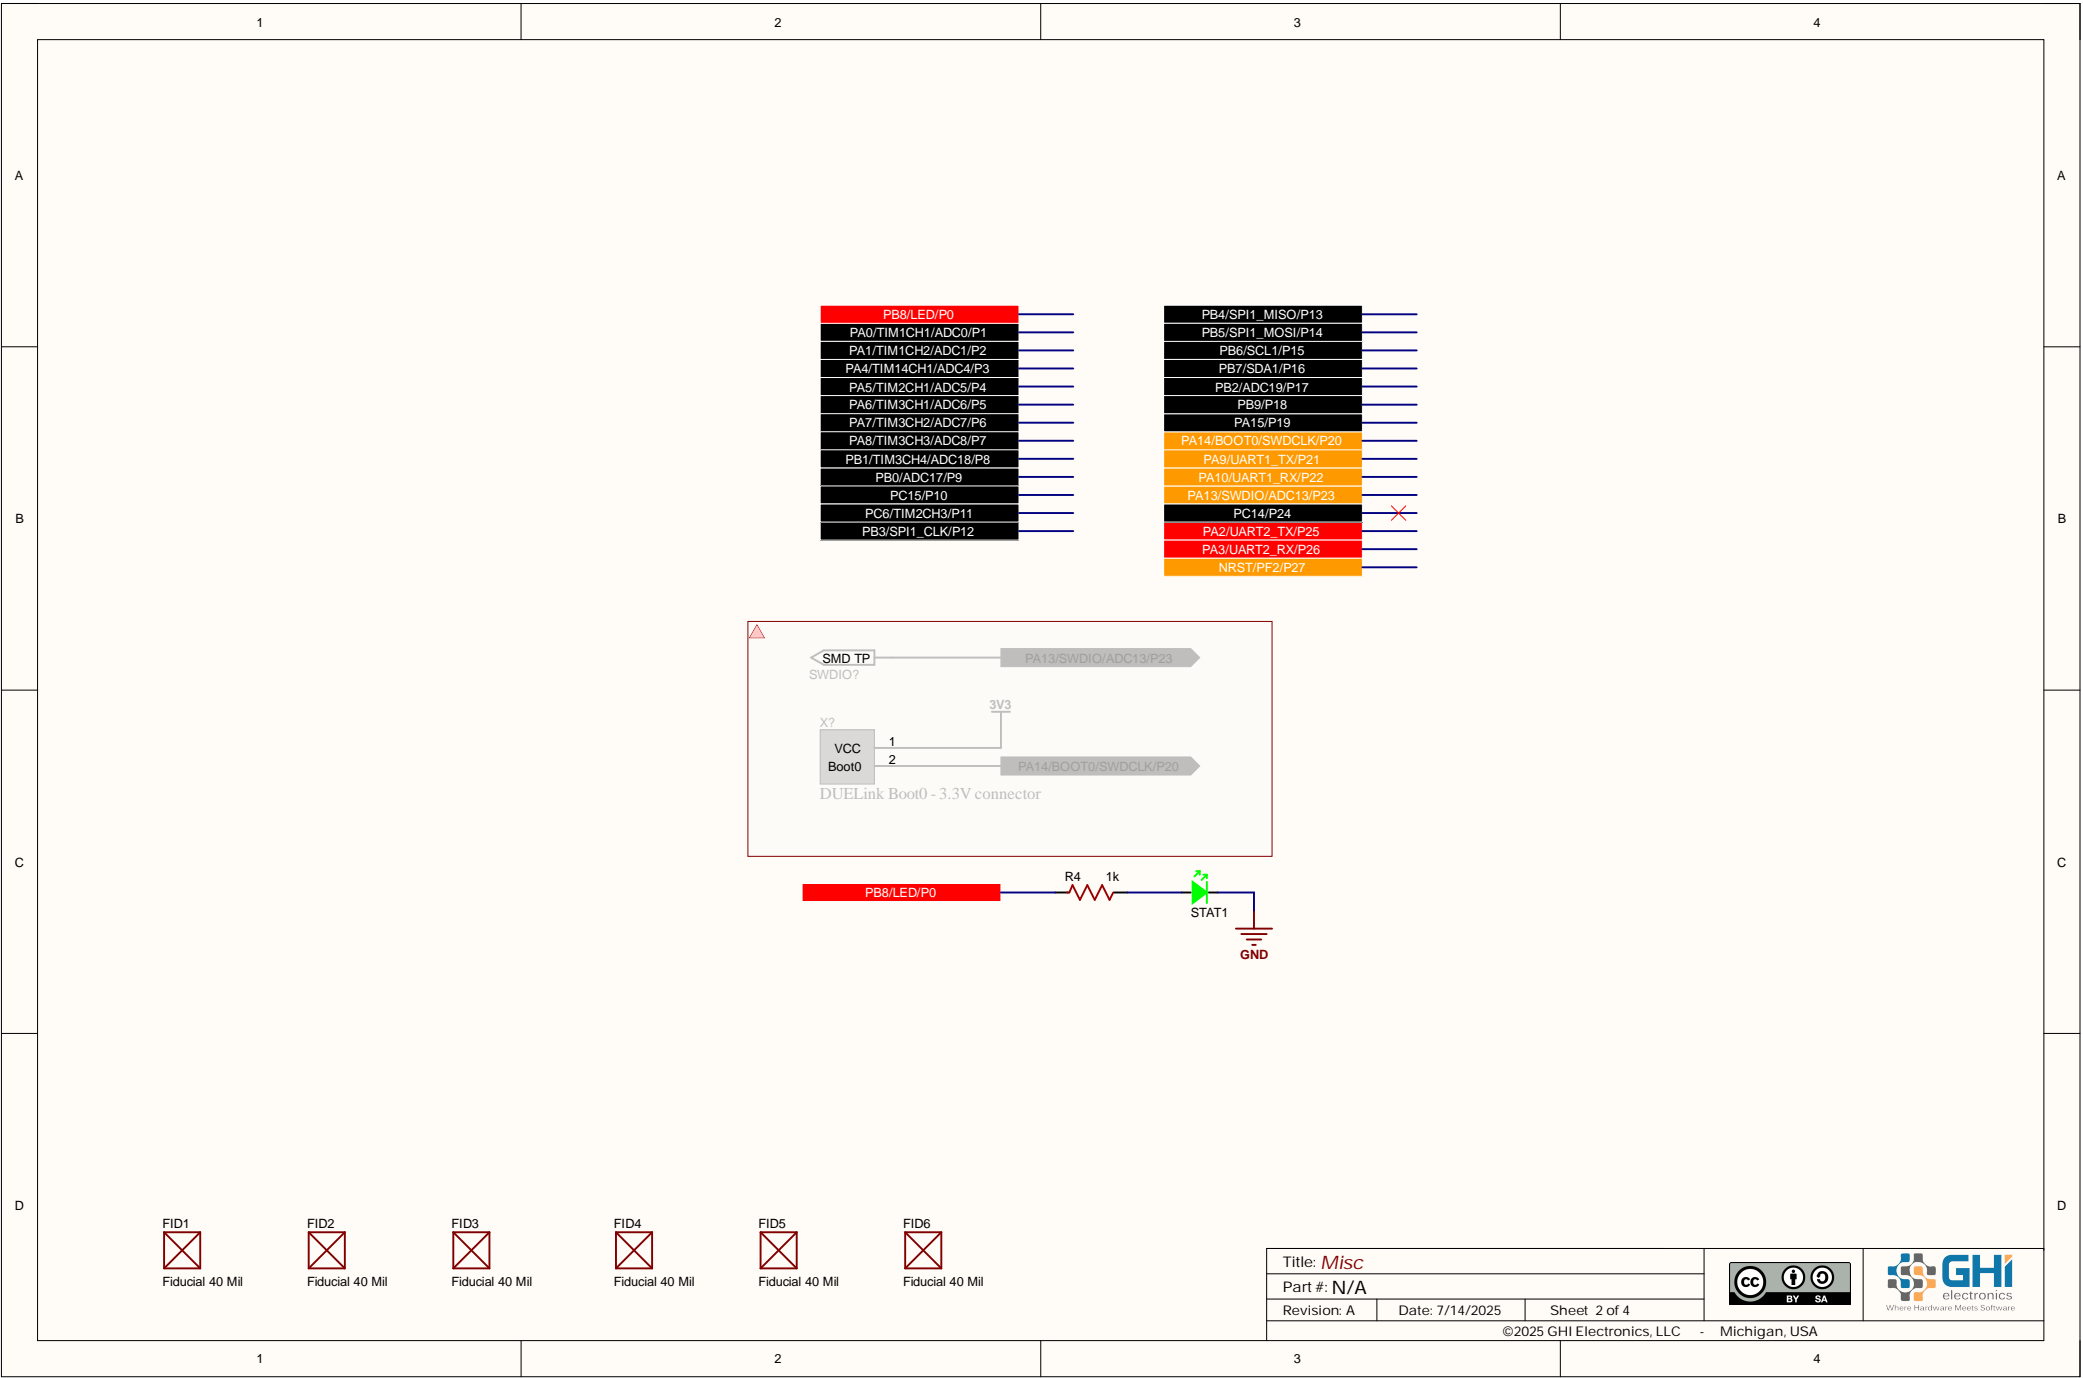 1 2 3 4
A A
PB8/LED/P0
PA0/TIM1CH1/ADC0/P1
PA1/TIM1CH2/ADC1/P2
PA4/TIM14CH1/ADC4/P3
PA5/TIM2CH1/ADC5/P4
PA6/TIM3CH1/ADC6/P5
PA7/TIM3CH2/ADC7/P6
PA8/TIM3CH3/ADC8/P7
PB1/TIM3CH4/ADC18/P8
PB0/ADC17/P9
PC15/P10
PC6/TIM2CH3/P11
PB3/SPI1_CLK/P12
PB4/SPI1_MISO/P13
PB5/SPI1_MOSI/P14
PB6/SCL1/P15
PB7/SDA1/P16
PB2/ADC19/P17
PB9/P18
PA15/P19
PA14/BOOT0/SWDCLK/P20
PA9/UART1_TX/P21
PA10/UART1_RX/P22
PA13/SWDIO/ADC13/P23
PC14/P24
PA2/UART2_TX/P25
PA3/UART2_RX/P26
NRST/PF2/P27
B B
SMD TP PA13/SWDIO/ADC13/P23
SWDIO?
3V3
X?
VCC 1
Boot0 2 PA14/BOOT0/SWDCLK/P20
DUELink Boot0 - 3.3V connector
C C
R4 1k
PB8/LED/P0
STAT1
GND
D D
FID1 FID2 FID3 FID4 FID5 FID6
Fiducial 40 Mil Fiducial 40 Mil Fiducial 40 Mil Fiducial 40 Mil Fiducial 40 Mil Fiducial 40 Mil
Title: Misc
Part #: N/A
Revision: A Date: 7/14/2025 Sheet 2 of 4
cc BY SA
GHI
electronics
Where Hardware Meets Software
©2025 GHI Electronics, LLC - Michigan, USA
1 2 3 4